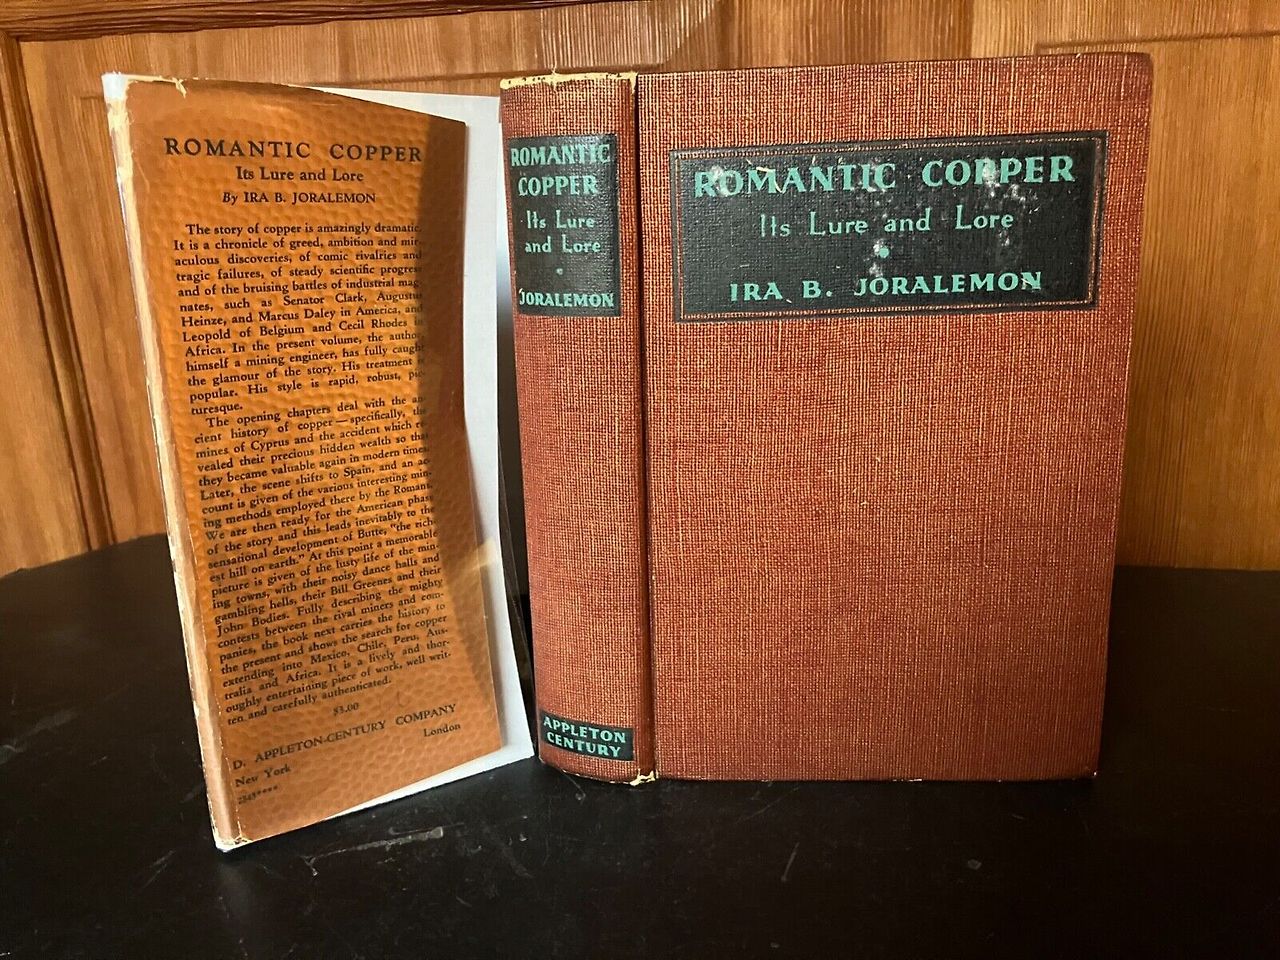 ROMANTIC COPPER
Its Lure and Lore
By IRA B. JORALEMON
The story of copper is amazingly dramatic.
It is a chronicle of greed, ambition and mir-
aculous discoveries, of comic rivalries and
tragic failures, of steady scientific progress
and of the bruising battles of industrial mag-
nates, such as Senator Clark, Augustus
Heinze, and Marcus Daley in America, and
Leopold of Belgium and Cecil Rhodes in
Africa. In the present volume, the author,
himself a mining engineer, has fully caught
the glamour of the story. His treatment is
popular. His style is rapid, robust, pic-
turesque.
The opening chapters deal with the an-
cient history of copper—specifically, the
mines of Cyprus and the accident which re-
vealed their precious hidden wealth so that
they became valuable again in modern times.
Later, the scene shifts to Spain, and an ac-
count is given of the various interesting min-
ing methods employed there by the Romans.
We are then ready for the American phase
of the story and this leads inevitably to the
sensational development of Butte, "the rich-
est hill on earth." At this point a memorable
picture is given of the lusty life of the min-
ing towns, with their noisy dance halls and
gambling hells, their Bill Greenes and their
John Bodies. Fully describing the mighty
contests between the rival miners and com-
panies, the book next carries the history to
the present and shows the search for copper
extending into Mexico, Chile, Peru, Aus-
tralia and Africa. It is a lively and thor-
oughly entertaining piece of work, well writ-
ten and carefully authenticated.
$3.00
D. APPLETON-CENTURY COMPANY
New York London
ROMANTIC
COPPER
Its Lure
and Lore
JORALEMON
APPLETON
CENTURY
ROMANTIC COPPER
Its Lure and Lore
IRA B. JORALEMON